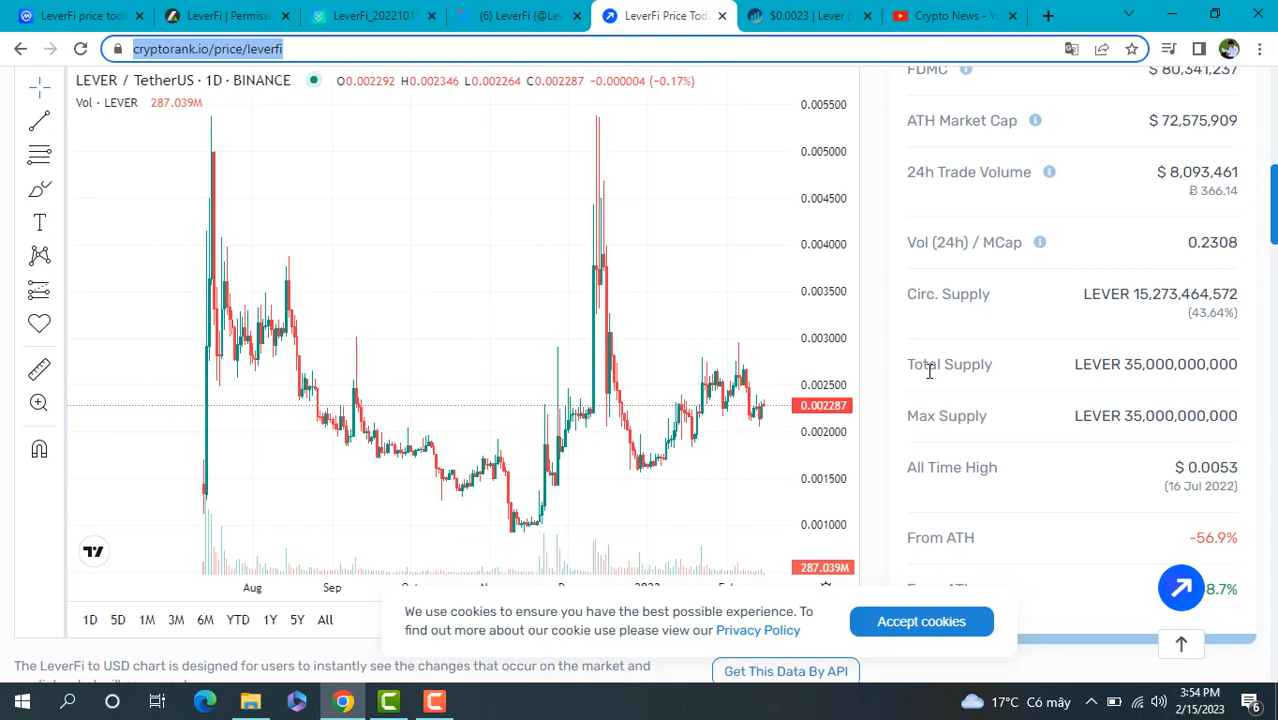 LeverFi price toda
LeverFi | Permissi
LeverFi_2022101
(6) LeverFi (@Lev
LeverFi Price Tod
$0.0023 | Lever (
Crypto News - Yo
cryptorank.io/price/leverfi
LEVER / TetherUS · 1D · BINANCE
O0.002292 H0.002346 L0.002264 C0.002287 −0.000004 (−0.17%)
Vol · LEVER 287.039M
0.005500
0.005000
0.004500
0.004000
0.003500
0.003000
0.002500
0.002287
0.002000
0.001500
0.001000
287.039M
Aug
Sep
2023
1D 5D 1M 3M 6M YTD 1Y 5Y All
FDMC $ 80,341,237
ATH Market Cap $ 72,575,909
24h Trade Volume $ 8,093,461
Ƀ 366.14
Vol (24h) / MCap 0.2308
Circ. Supply LEVER 15,273,464,572
(43.64%)
Total Supply LEVER 35,000,000,000
Max Supply LEVER 35,000,000,000
All Time High $ 0.0053
(16 Jul 2022)
From ATH -56.9%
8.7%
We use cookies to ensure you have the best possible experience. To
find out more about our cookie use please view our Privacy Policy
Accept cookies
The LeverFi to USD chart is designed for users to instantly see the changes that occur on the market and
Get This Data By API
17°C Có mây
3:54 PM
2/15/2023
6